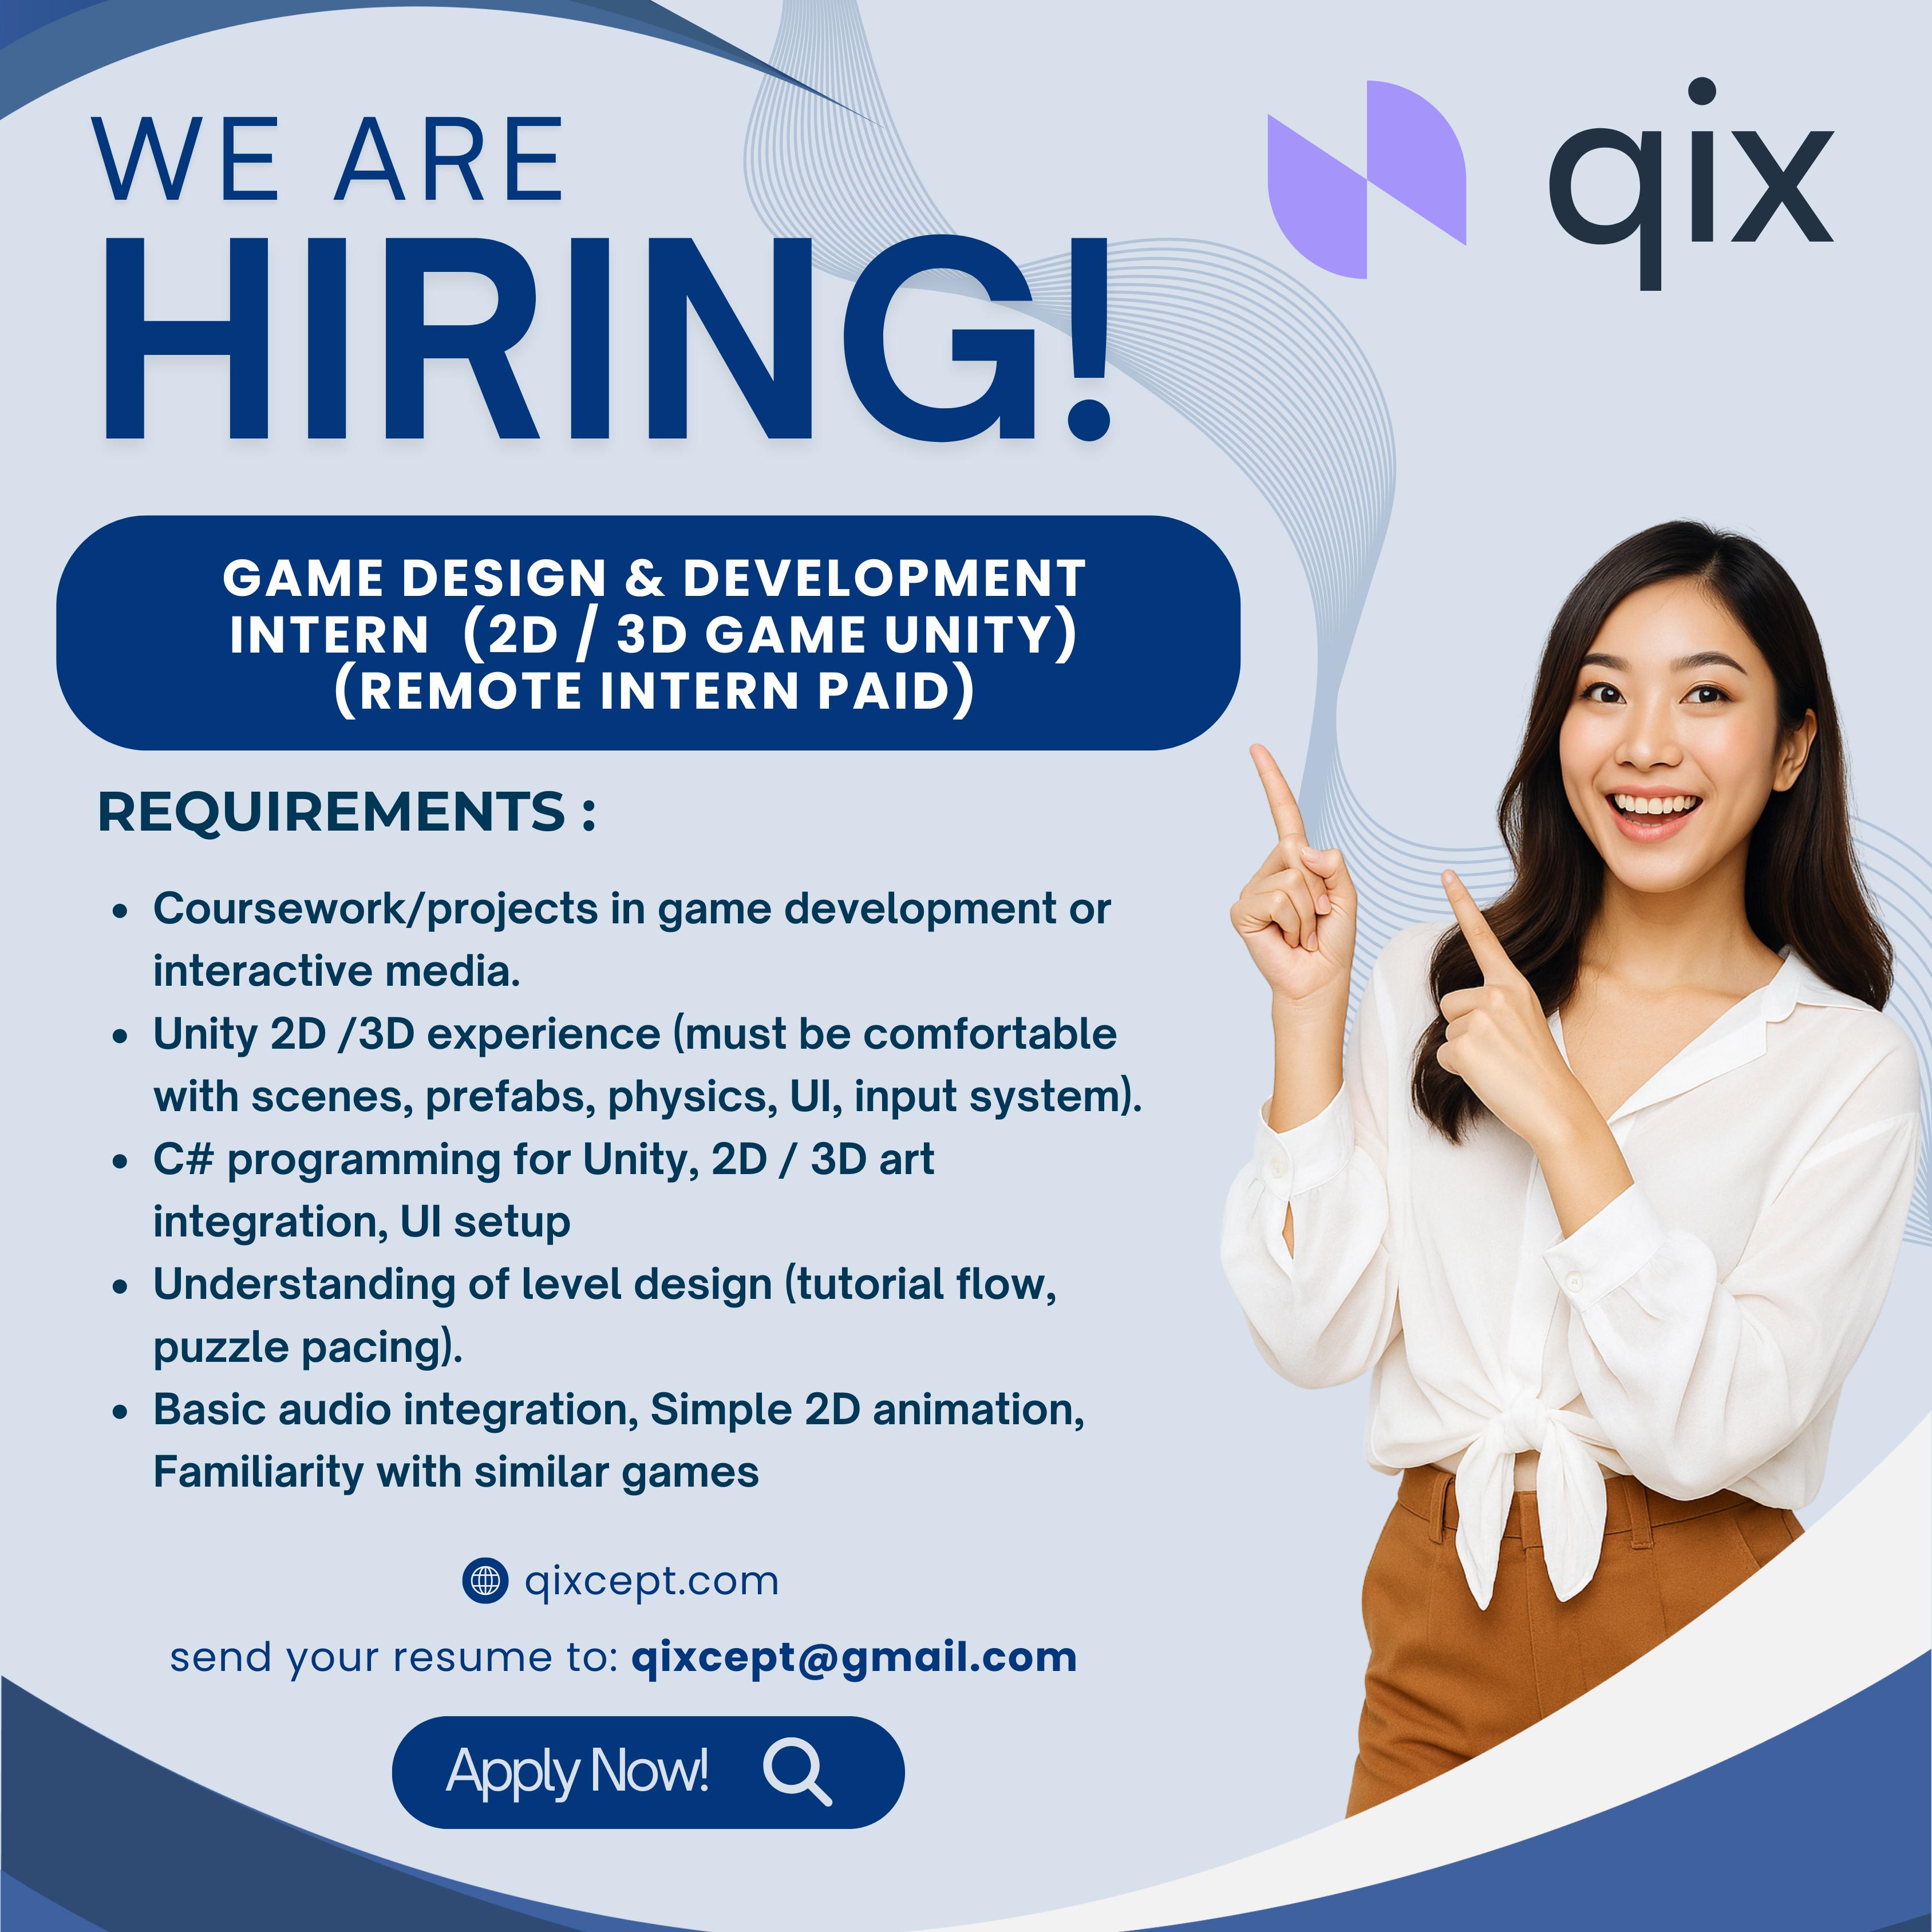 WE ARE
HIRING!
qix
GAME DESIGN & DEVELOPMENT
INTERN (2D / 3D GAME UNITY)
(REMOTE INTERN PAID)
REQUIREMENTS :
• Coursework/projects in game development or
interactive media.
• Unity 2D /3D experience (must be comfortable
with scenes, prefabs, physics, UI, input system).
• C# programming for Unity, 2D / 3D art
integration, UI setup
• Understanding of level design (tutorial flow,
puzzle pacing).
• Basic audio integration, Simple 2D animation,
Familiarity with similar games
qixcept.com
send your resume to: qixcept@gmail.com
Apply Now!